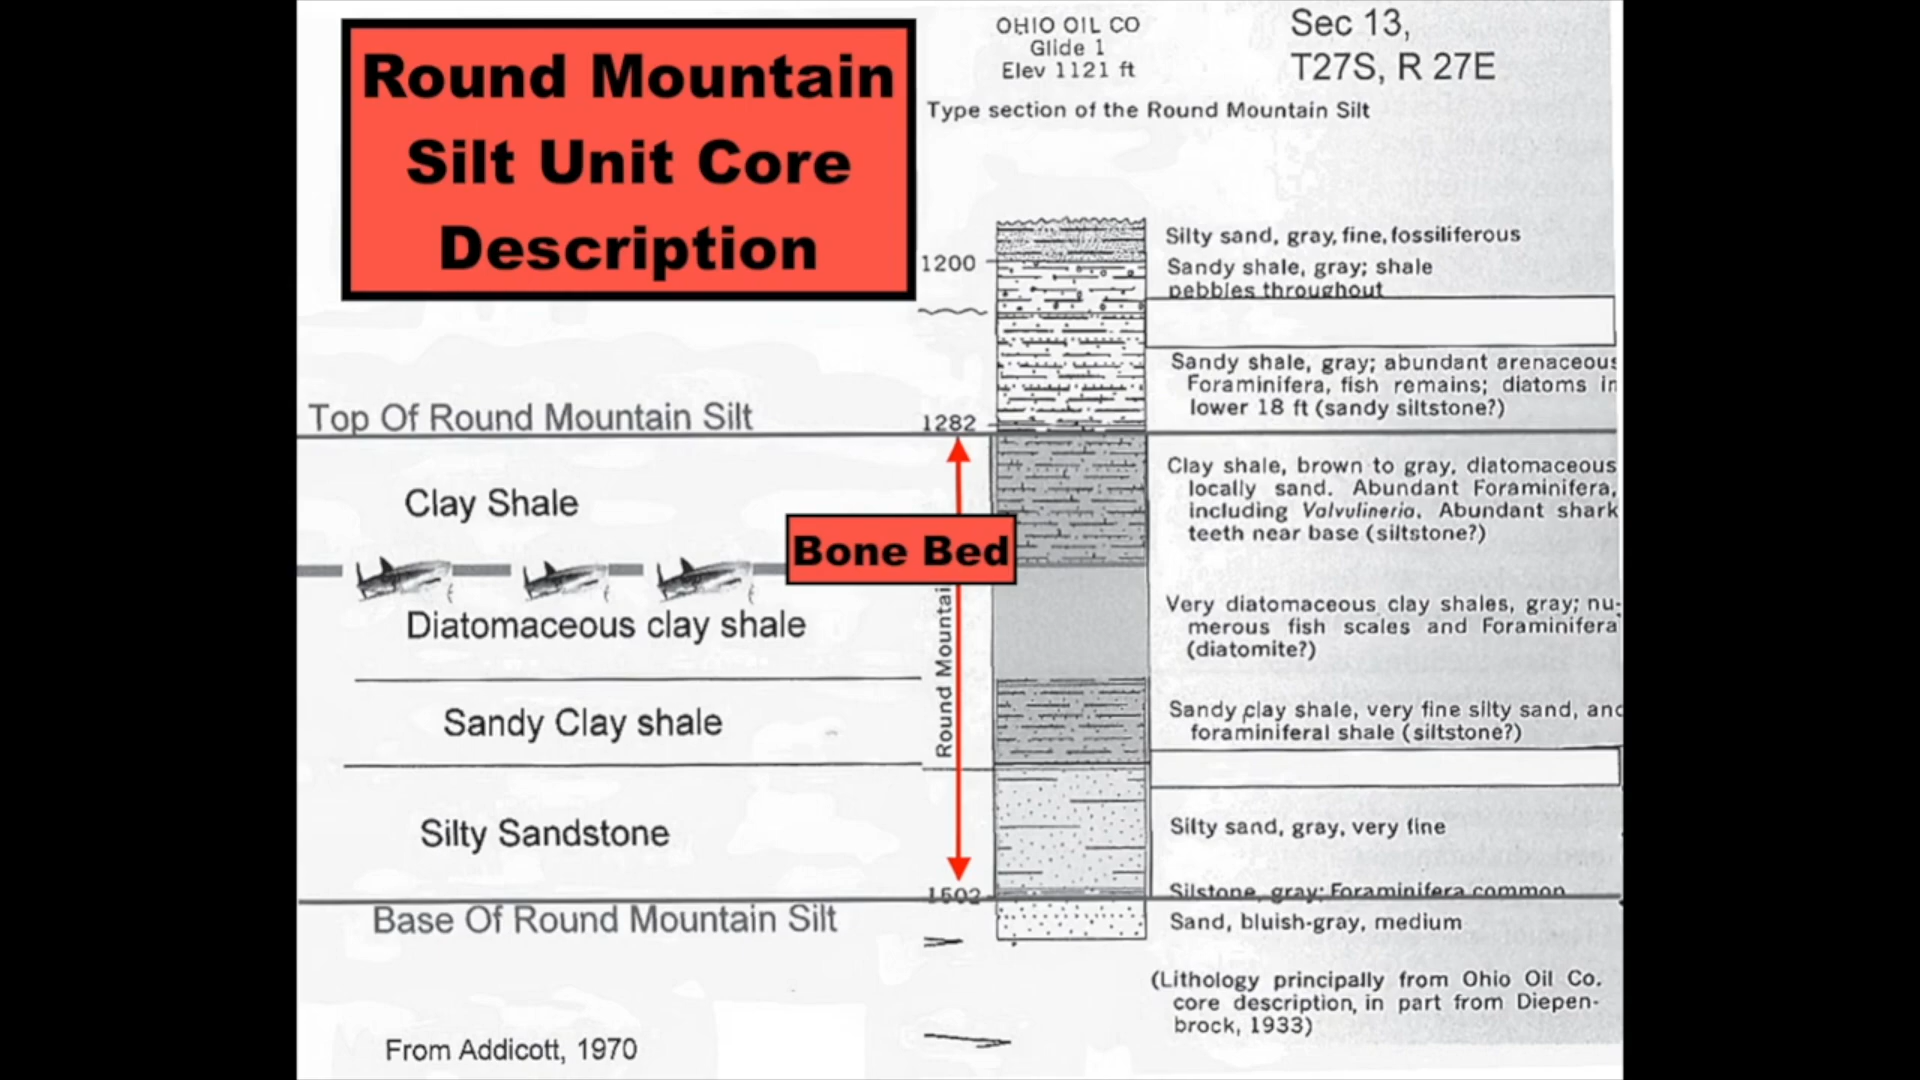 Round Mountain
Silt Unit Core
Description
OHIO OIL CO
Glide 1
Elev 1121 ft
Sec 13,
T27S, R 27E
Type section of the Round Mountain Silt
1200
Silty sand, gray, fine, fossiliferous
Sandy shale, gray; shale
pebbles throughout
Sandy shale, gray; abundant arenaceous
Foraminifera, fish remains; diatoms in
lower 18 ft (sandy siltstone?)
Top Of Round Mountain Silt
1282
Clay Shale
Clay shale, brown to gray, diatomaceous
locally sand. Abundant Foraminifera,
including Valvulineria. Abundant shark
teeth near base (siltstone?)
Bone Bed
Round Mountai
Diatomaceous clay shale
Very diatomaceous clay shales, gray; nu-
merous fish scales and Foraminifera
(diatomite?)
Sandy Clay shale
Sandy clay shale, very fine silty sand, and
foraminiferal shale (siltstone?)
Silty Sandstone
Silty sand, gray, very fine
Silstone, gray; Foraminifera common
1502
Base Of Round Mountain Silt
Sand, bluish-gray, medium
(Lithology principally from Ohio Oil Co.
core description, in part from Diepen-
brock, 1933)
From Addicott, 1970